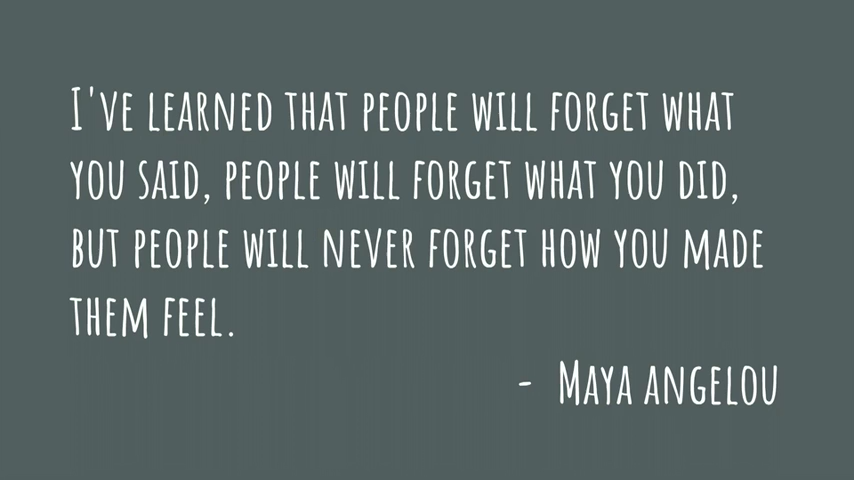 I've learned that people will forget what
you said, people will forget what you did,
but people will never forget how you made
them feel.
- Maya Angelou